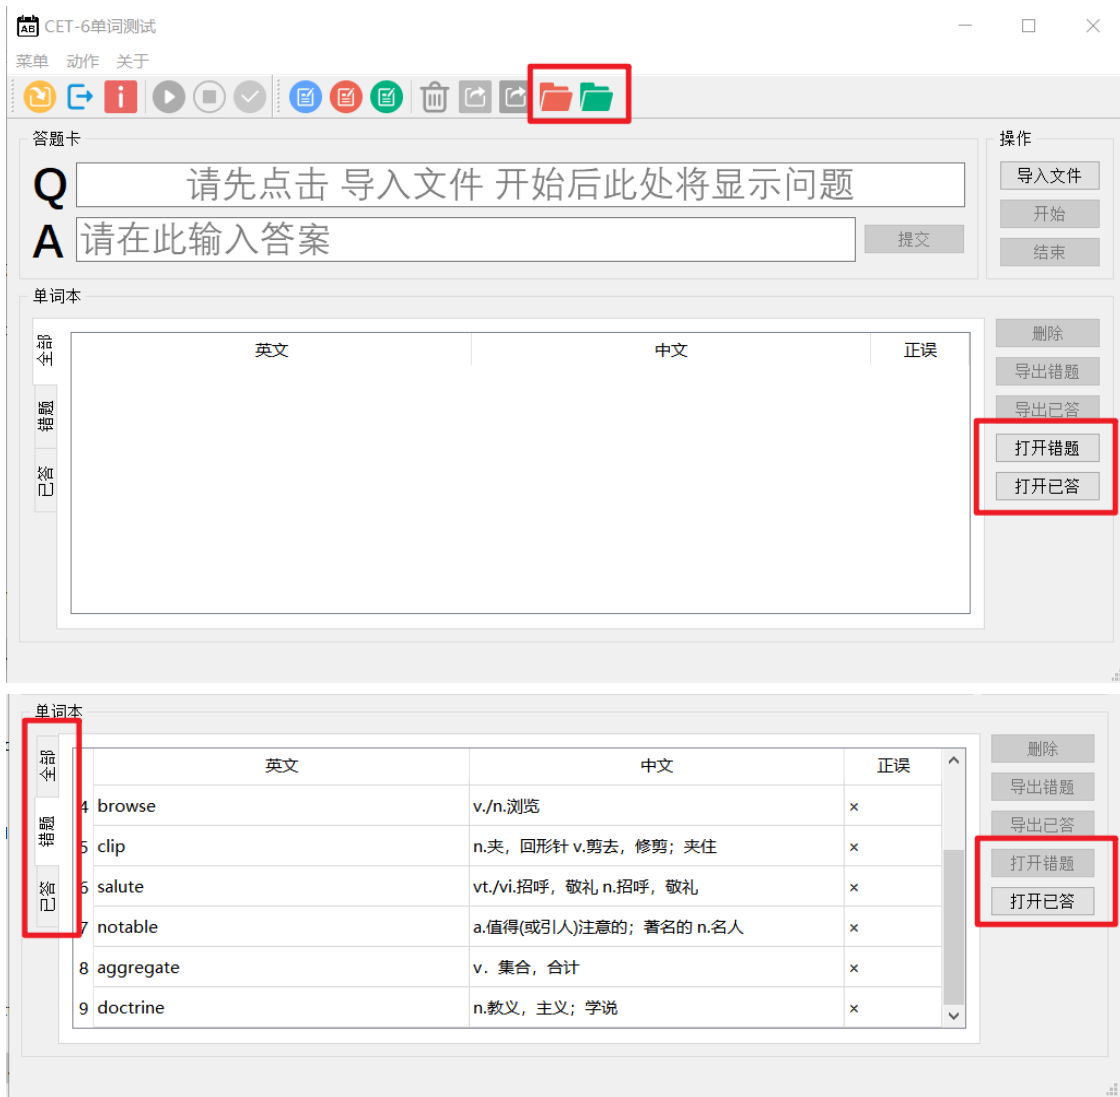 CET-6单词测试
菜单 动作 关于
答题卡
操作
Q 请先点击 导入文件 开始后此处将显示问题
导入文件
开始
A 请在此输入答案
提交
结束
单词本
全部
错题
已答
英文 中文 正误
删除
导出错题
导出已答
打开错题
打开已答
单词本
全部
错题
已答
英文 中文 正误
4 browse v./n.浏览 ×
5 clip n.夹，回形针 v.剪去，修剪；夹住 ×
6 salute vt./vi.招呼，敬礼 n.招呼，敬礼 ×
7 notable a.值得(或引人)注意的；著名的 n.名人 ×
8 aggregate v．集合，合计 ×
9 doctrine n.教义，主义；学说 ×
删除
导出错题
导出已答
打开错题
打开已答